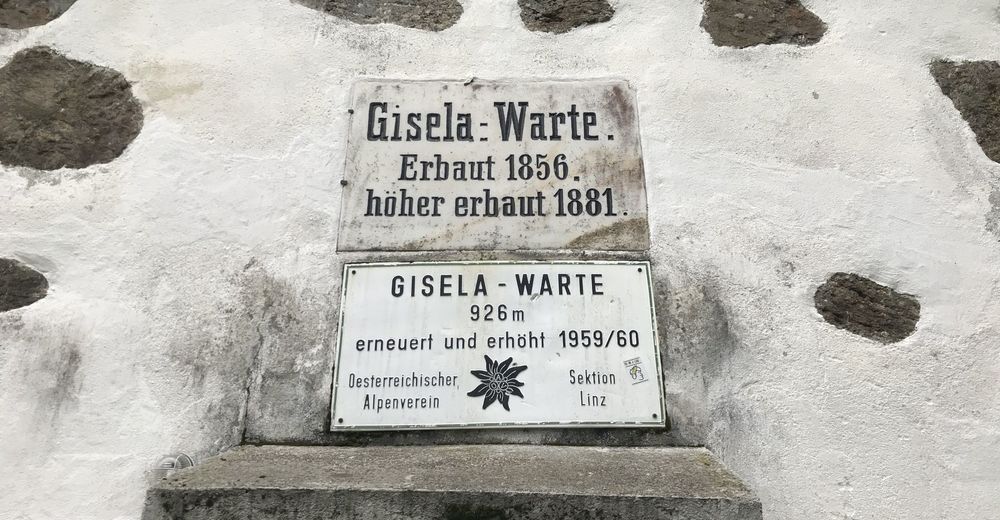 Gisela-Warte.
Erbaut 1856.
höher erbaut 1881.
GISELA - WARTE
926m
erneuert und erhöht 1959/60
Oesterreichischer
Alpenverein
Sektion
Linz